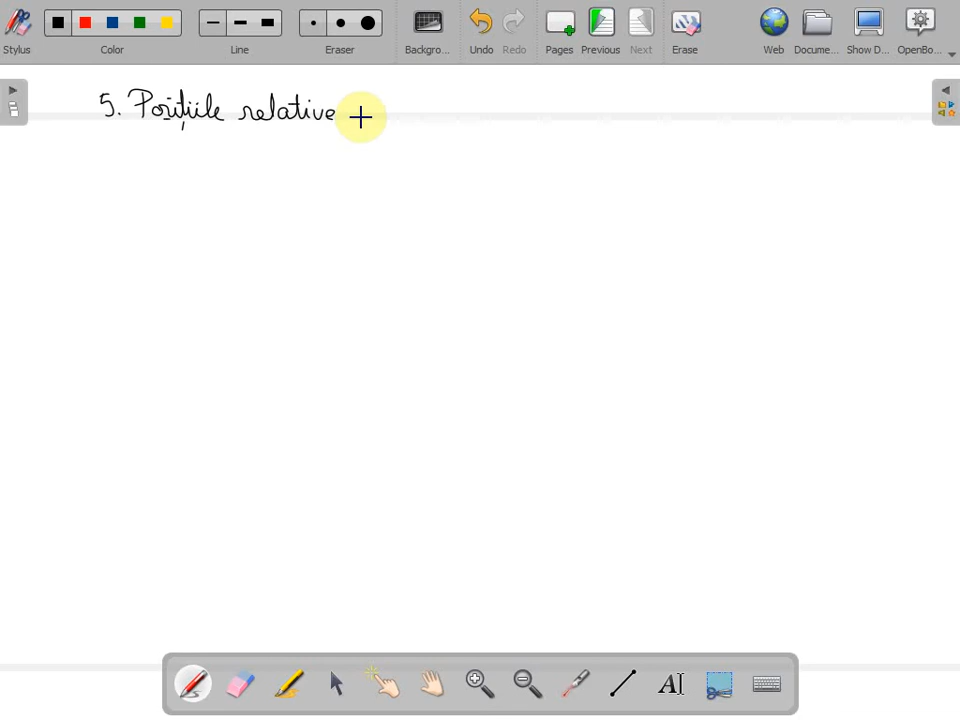 Stylus
Color
Line
Eraser
Backgro...
Undo
Redo
Pages
Previous
Next
Erase
Web
Docume...
Show D...
OpenBo...
5. Pozițiile relative